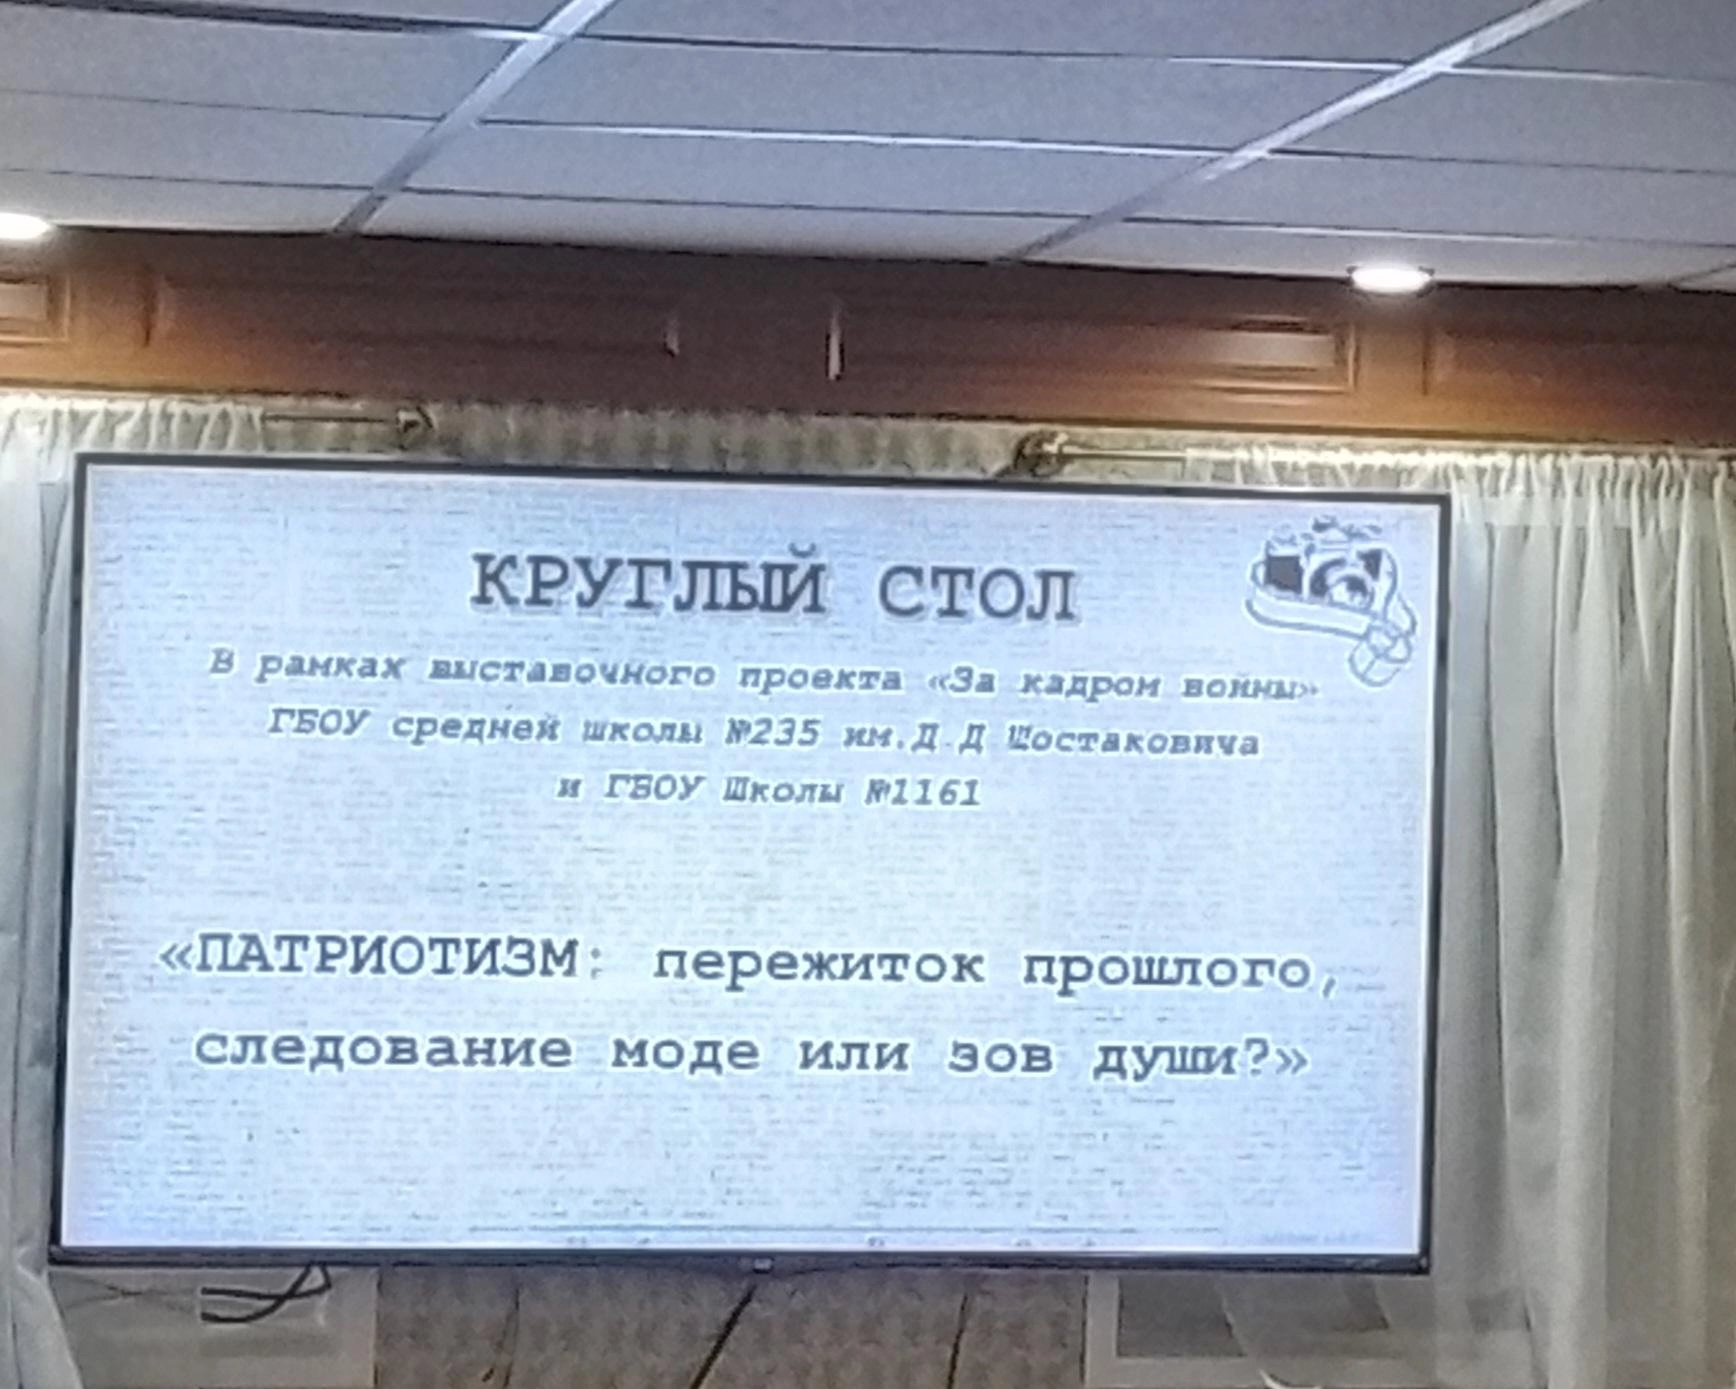 КРУГЛЫЙ СТОЛ
В рамках выставочного проекта «За кадром войны»
ГБОУ средней школы №235 им.Д.Д Шостаковича
и ГБОУ Школы №1161
«ПАТРИОТИЗМ: пережиток прошлого,
следование моде или зов души?»